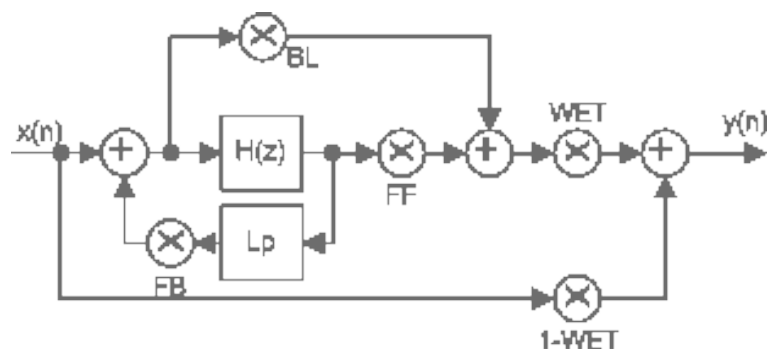 BL
x(n)
WET
y(n)
H(z)
FF
Lp
FB
1-WET